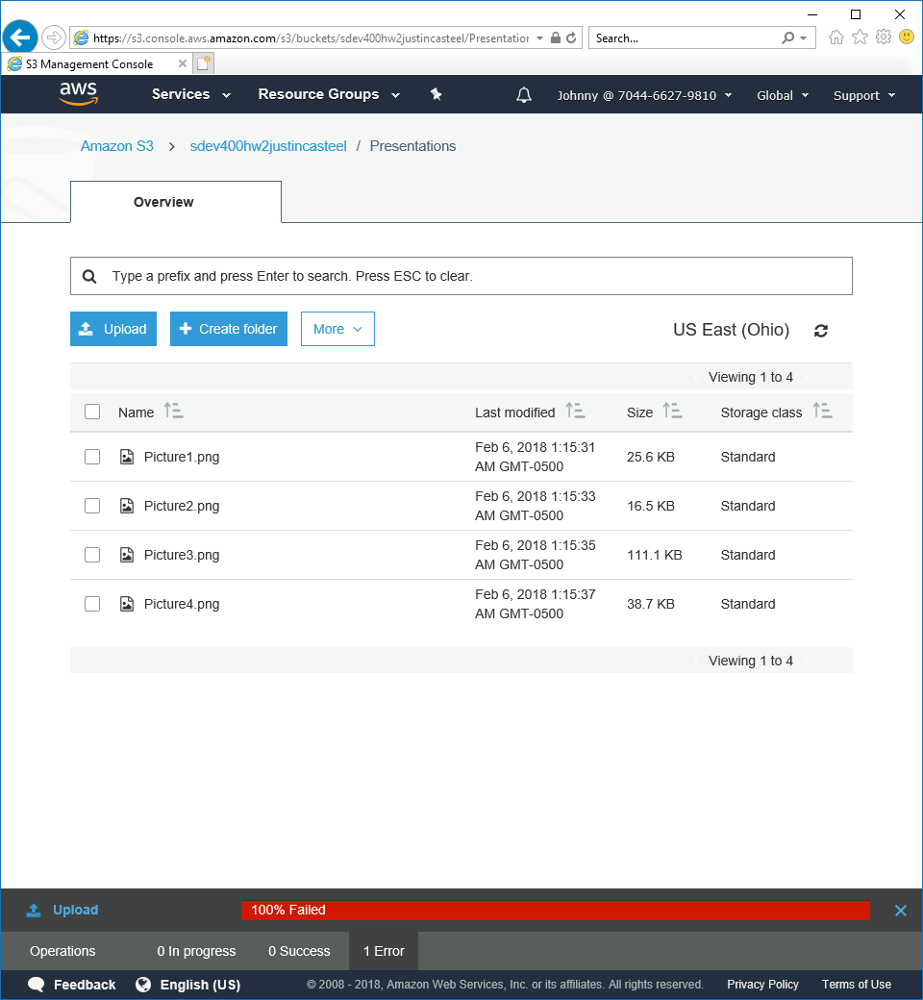 https://s3.console.aws.amazon.com/s3/buckets/sdev400hw2justincasteel/Presentation
Search...
S3 Management Console
aws Services Resource Groups Johnny @ 7044-6627-9810 Global Support
Amazon S3 > sdev400hw2justincasteel / Presentations
Overview
Type a prefix and press Enter to search. Press ESC to clear.
Upload Create folder More US East (Ohio)
Viewing 1 to 4
Name Last modified Size Storage class
Picture1.png Feb 6, 2018 1:15:31 AM GMT-0500 25.6 KB Standard
Picture2.png Feb 6, 2018 1:15:33 AM GMT-0500 16.5 KB Standard
Picture3.png Feb 6, 2018 1:15:35 AM GMT-0500 111.1 KB Standard
Picture4.png Feb 6, 2018 1:15:37 AM GMT-0500 38.7 KB Standard
Viewing 1 to 4
Upload 100% Failed
Operations 0 In progress 0 Success 1 Error
Feedback English (US) © 2008 - 2018, Amazon Web Services, Inc. or its affiliates. All rights reserved. Privacy Policy Terms of Use